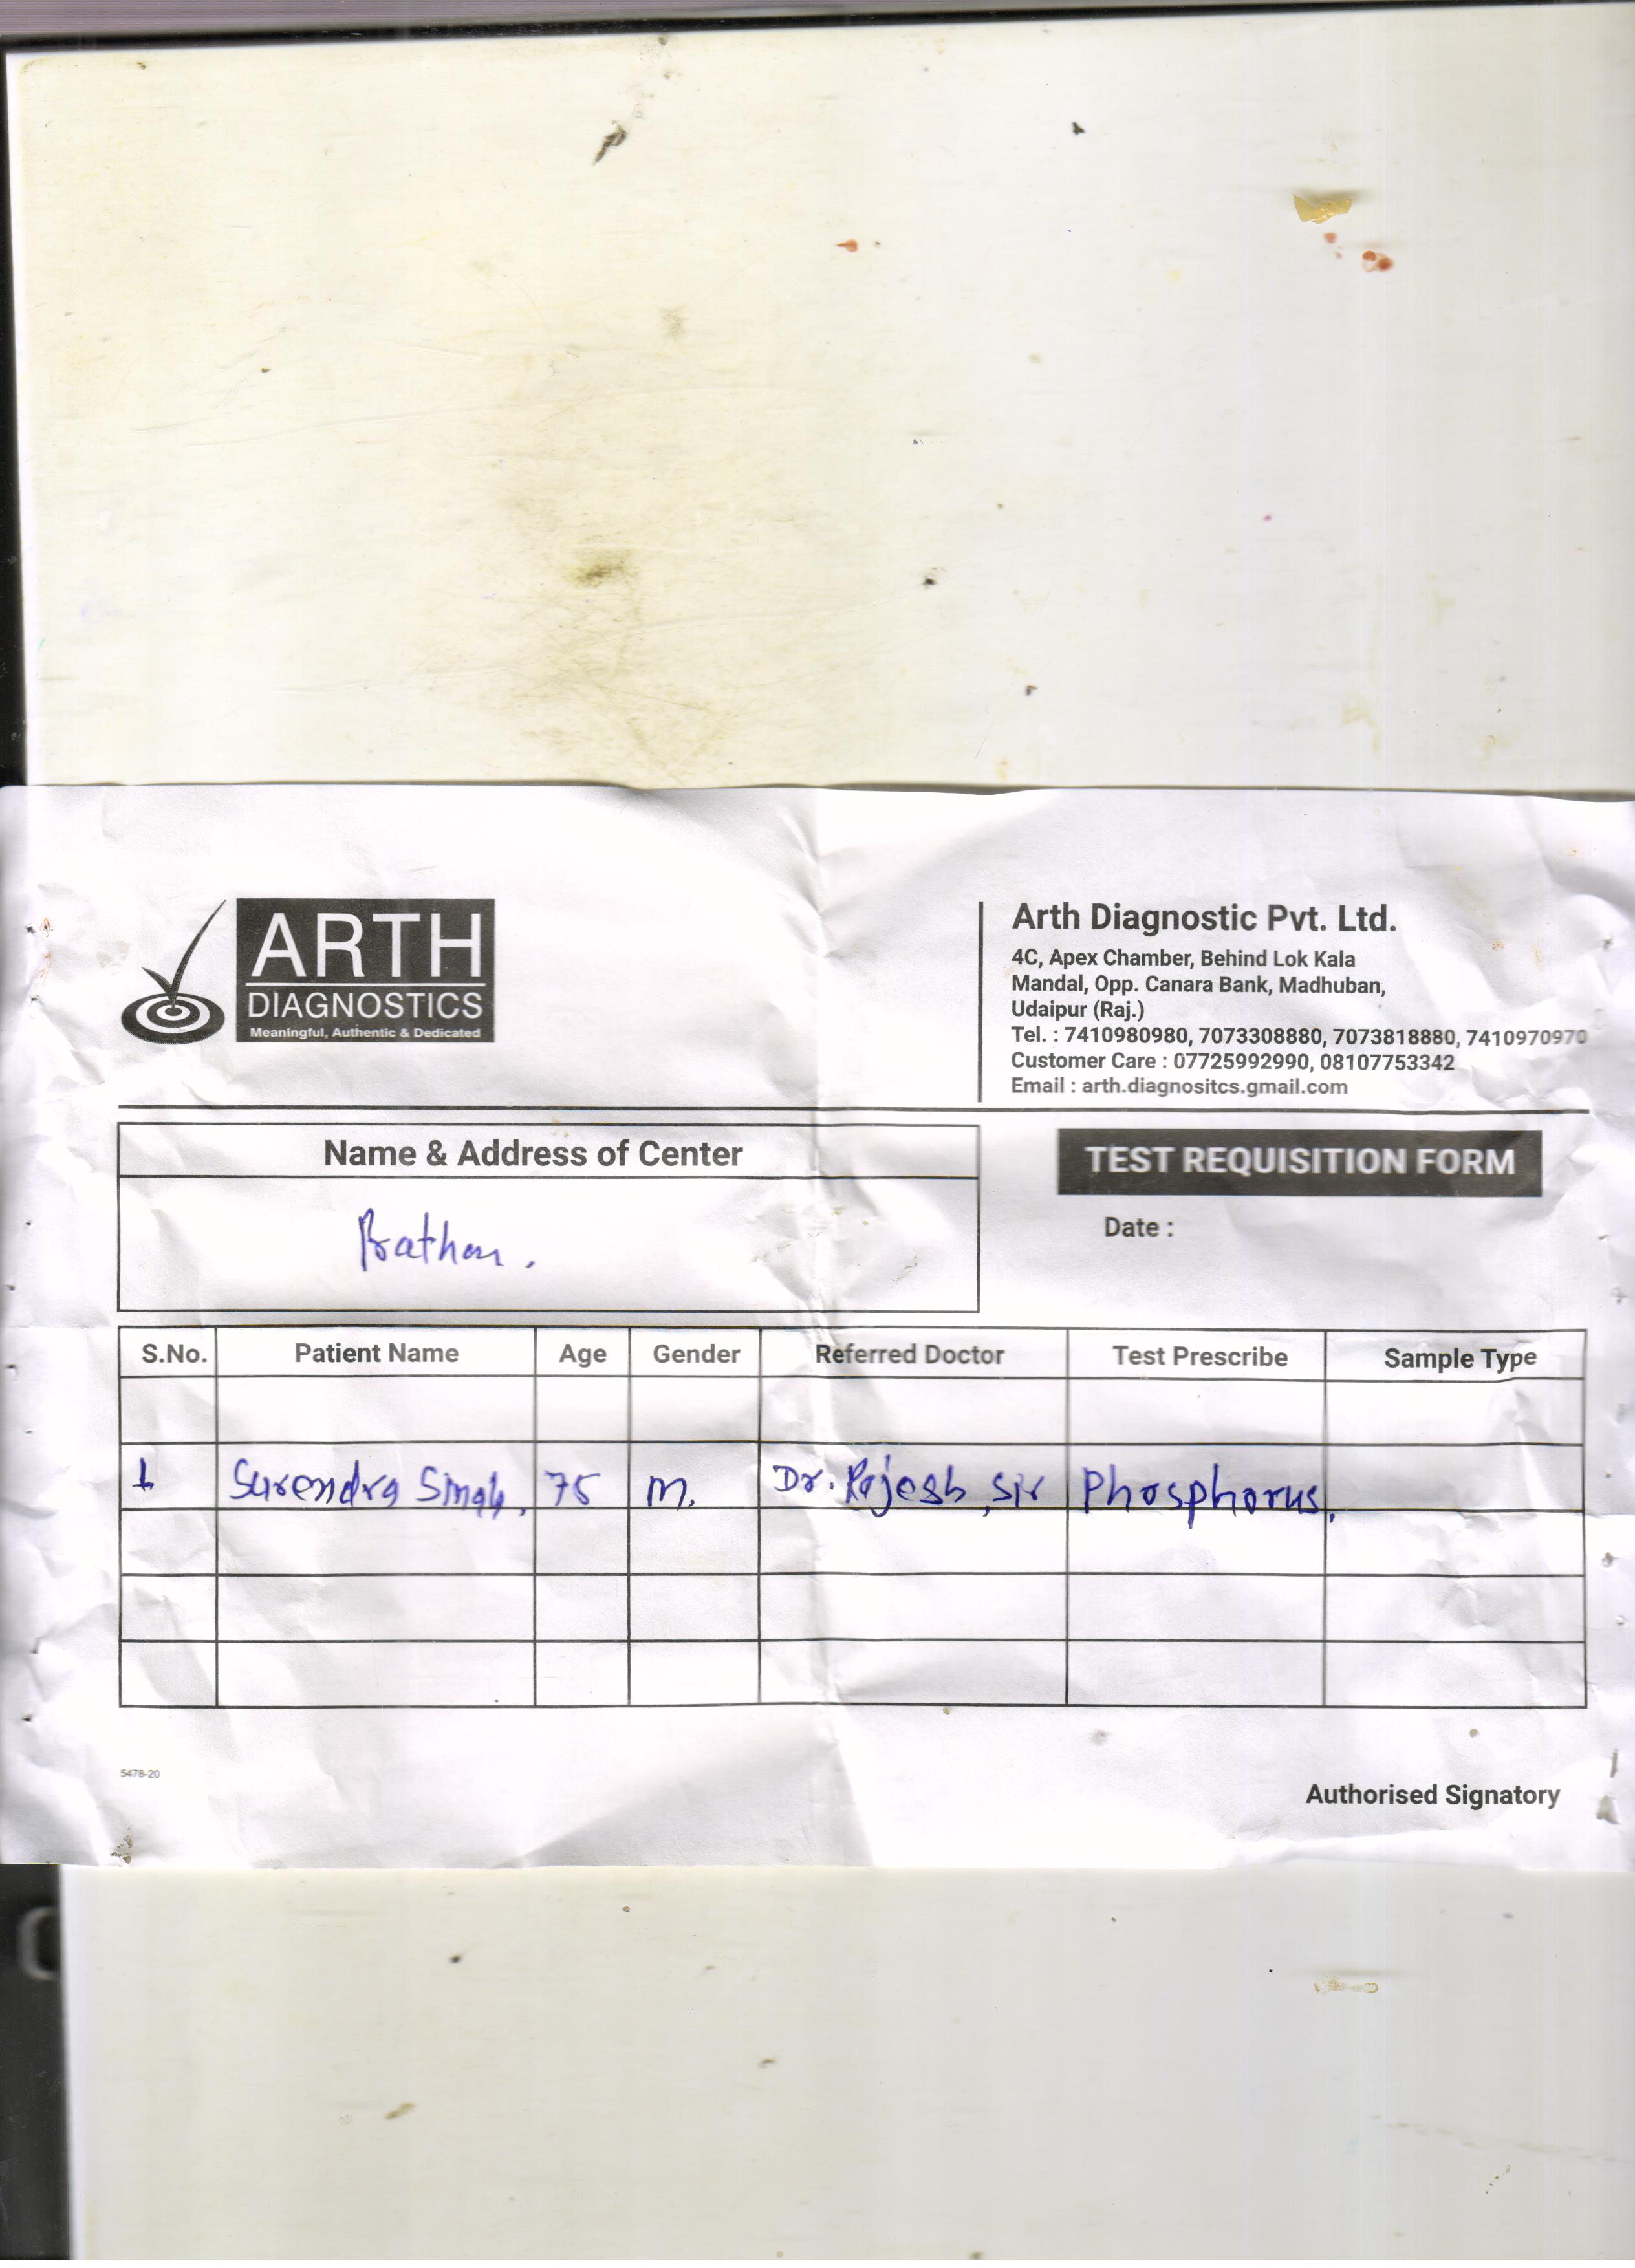 ARTH
DIAGNOSTICS
Meaningful, Authentic & Dedicated
Arth Diagnostic Pvt. Ltd.
4C, Apex Chamber, Behind Lok Kala
Mandal, Opp. Canara Bank, Madhuban,
Udaipur (Raj.)
Tel. : 7410980980, 7073308880, 7073818880, 7410970970
Customer Care : 07725992990, 08107753342
Email : arth.diagnositcs.gmail.com
Name & Address of Center
TEST REQUISITION FORM
Date :
S.No. Patient Name Age Gender Referred Doctor Test Prescribe Sample Type
1 Surendra Singh, 75 M. Dr. Rajesh sir Phosphorus.
5478-20
Authorised Signatory